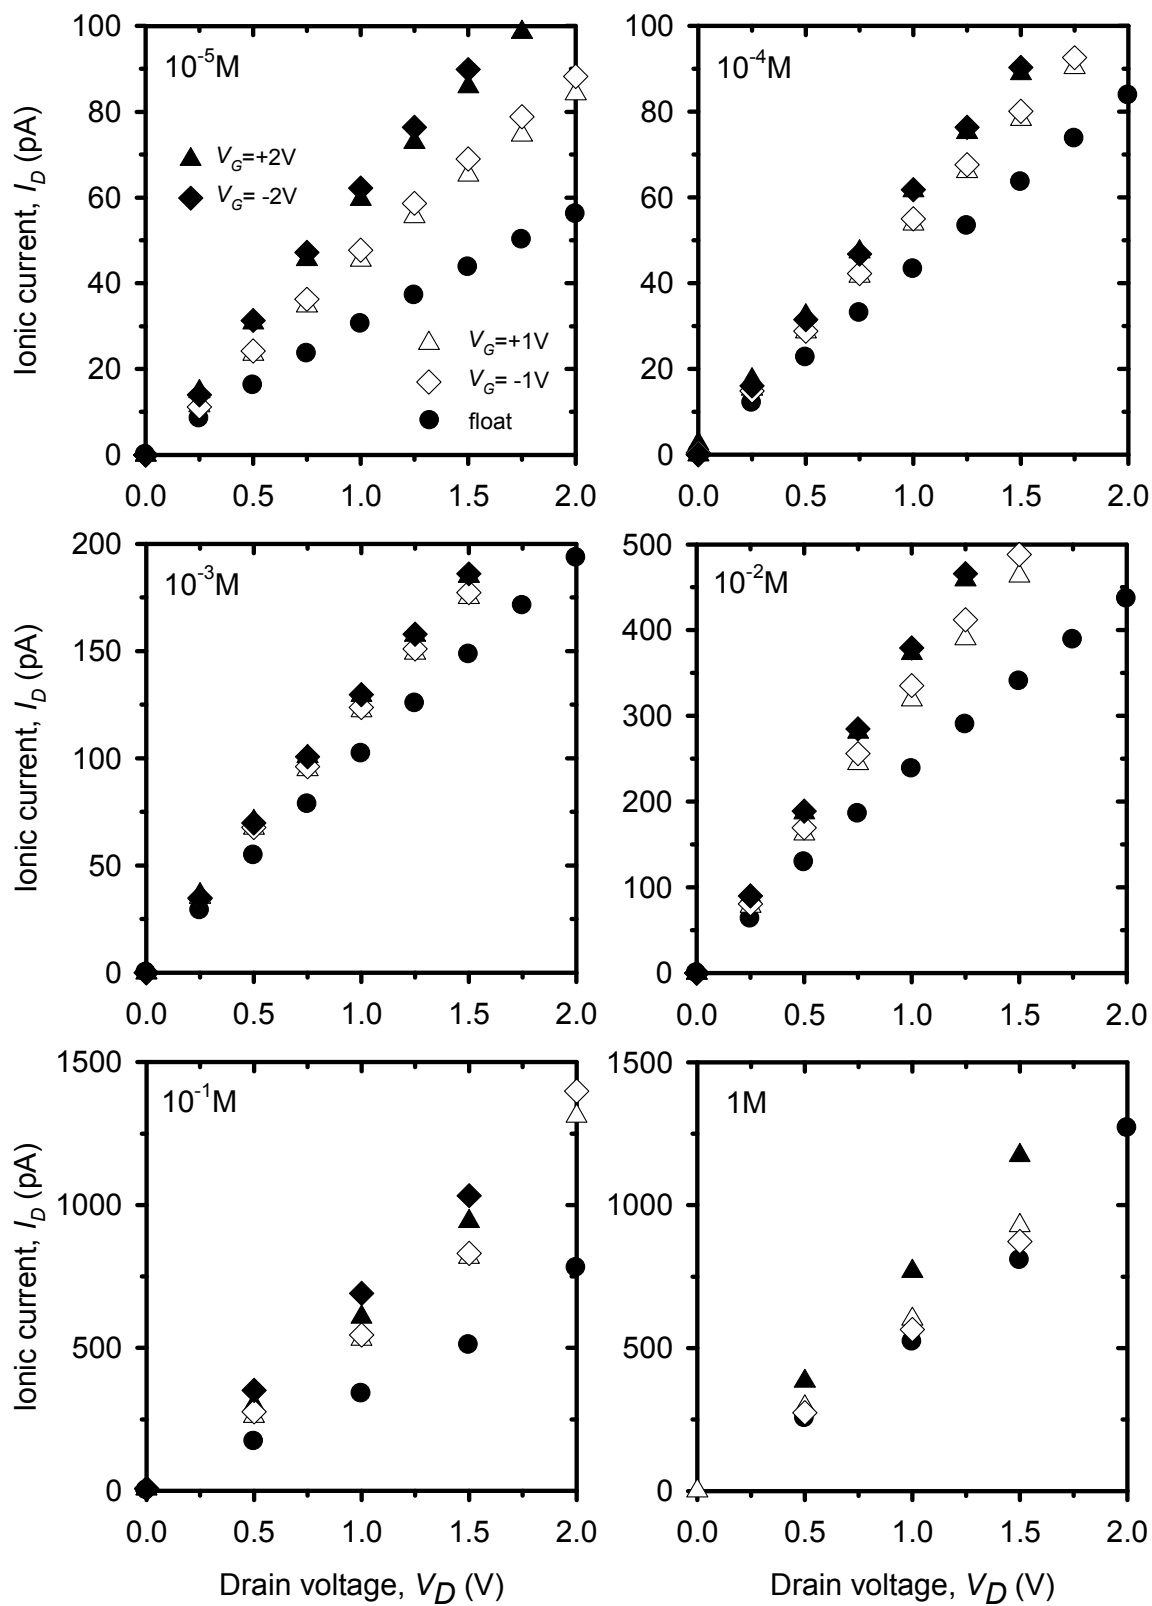 100
80
60
40
20
0
Ionic current, I_D (pA)
10⁻⁵M
V_G=+2V
V_G= -2V
V_G=+1V
V_G= -1V
float
0.0 0.5 1.0 1.5 2.0
100
80
60
40
20
0
10⁻⁴M
0.0 0.5 1.0 1.5 2.0
200
150
100
50
0
Ionic current, I_D (pA)
10⁻³M
0.0 0.5 1.0 1.5 2.0
500
400
300
200
100
0
10⁻²M
0.0 0.5 1.0 1.5 2.0
1500
1000
500
0
Ionic current, I_D (pA)
10⁻¹M
0.0 0.5 1.0 1.5 2.0
Drain voltage, V_D (V)
1500
1000
500
0
1M
0.0 0.5 1.0 1.5 2.0
Drain voltage, V_D (V)